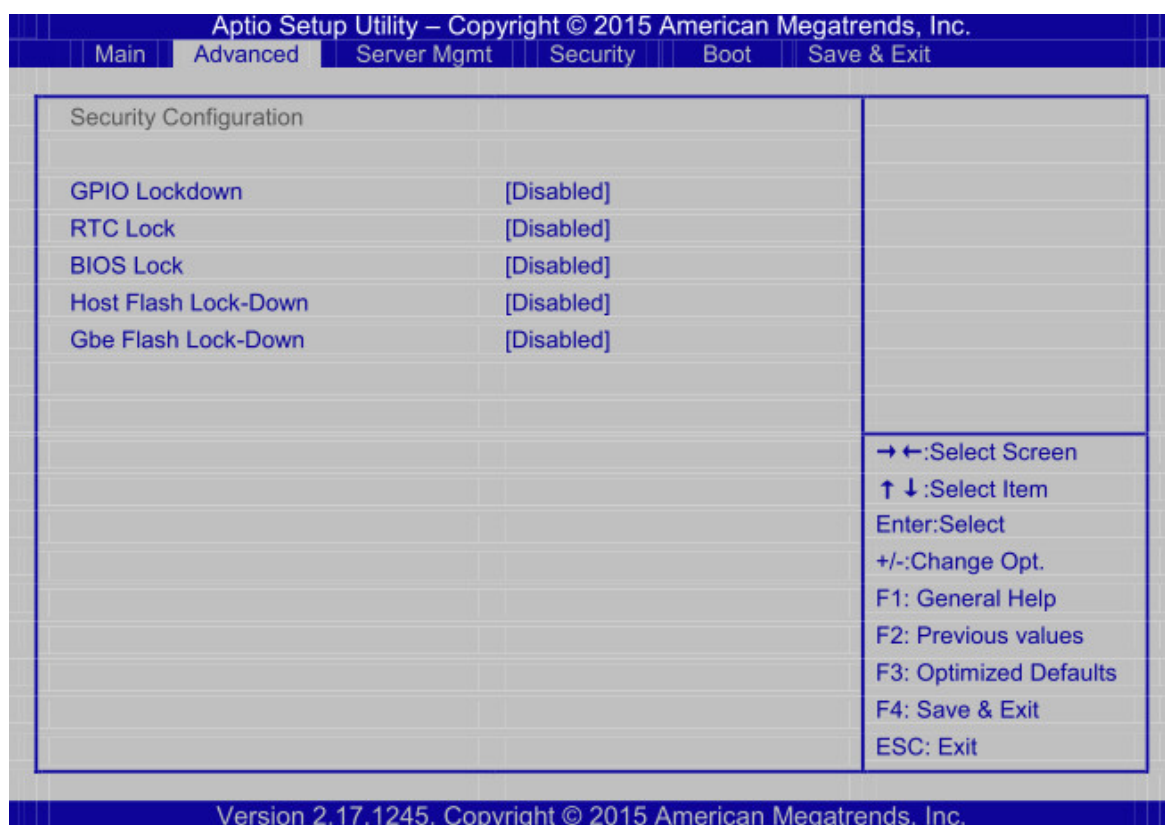 Aptio Setup Utility – Copyright © 2015 American Megatrends, Inc.
Main Advanced Server Mgmt Security Boot Save & Exit
Security Configuration
GPIO Lockdown [Disabled]
RTC Lock [Disabled]
BIOS Lock [Disabled]
Host Flash Lock-Down [Disabled]
Gbe Flash Lock-Down [Disabled]
→ ←:Select Screen
↑ ↓ :Select Item
Enter:Select
+/-:Change Opt.
F1: General Help
F2: Previous values
F3: Optimized Defaults
F4: Save & Exit
ESC: Exit
Version 2.17.1245. Copyright © 2015 American Megatrends, Inc.